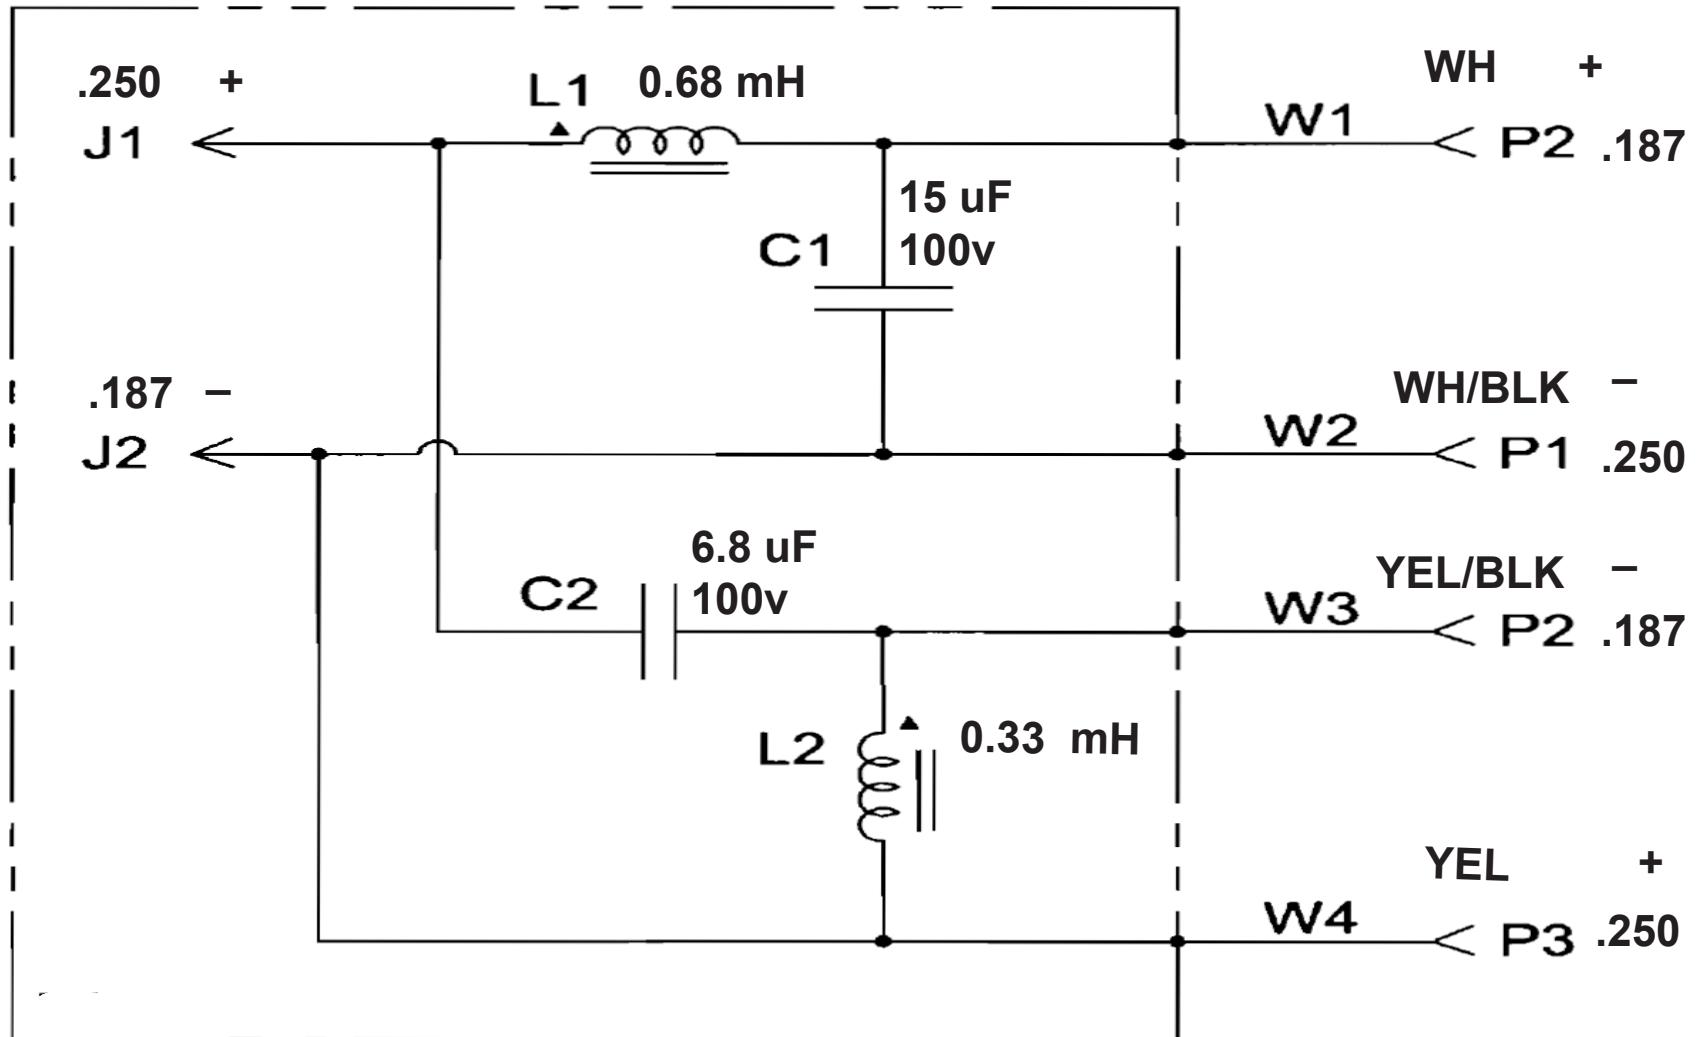 .250 +
J1
L1 0.68 mH
W1
WH +
P2 .187
15 uF
100v
C1
.187 –
J2
W2
WH/BLK –
P1 .250
6.8 uF
100v
C2
W3
YEL/BLK –
P2 .187
L2 0.33 mH
W4
YEL +
P3 .250